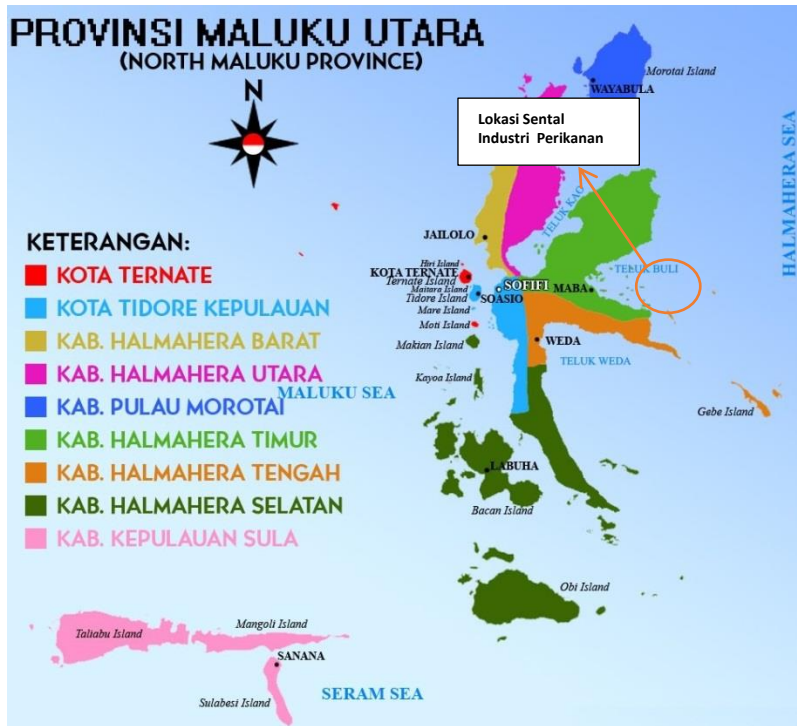 PROVINSI MALUKU UTARA
(NORTH MALUKU PROVINCE)
N
Morotai Island
WAYABULA
Lokasi Sental
Industri Perikanan
HALMAHERA SEA
TELUK KAO
JAILOLO
KETERANGAN:
KOTA TERNATE
KOTA TIDORE KEPULAUAN
KAB. HALMAHERA BARAT
KAB. HALMAHERA UTARA
KAB. PULAU MOROTAI
KAB. HALMAHERA TIMUR
KAB. HALMAHERA TENGAH
KAB. HALMAHERA SELATAN
KAB. KEPULAUAN SULA
Hiri Island
KOTA TERNATE
Ternate Island
Maitara Island
Tidore Island
SOASIO
SOFIFI
MABA
TELUK BULI
Mare Island
Moti Island
Makian Island
WEDA
TELUK WEDA
Kayoa Island
MALUKU SEA
Gebe Island
LABUHA
Bacan Island
Obi Island
Taliabu Island
Mangoli Island
SANANA
Sulabesi Island
SERAM SEA